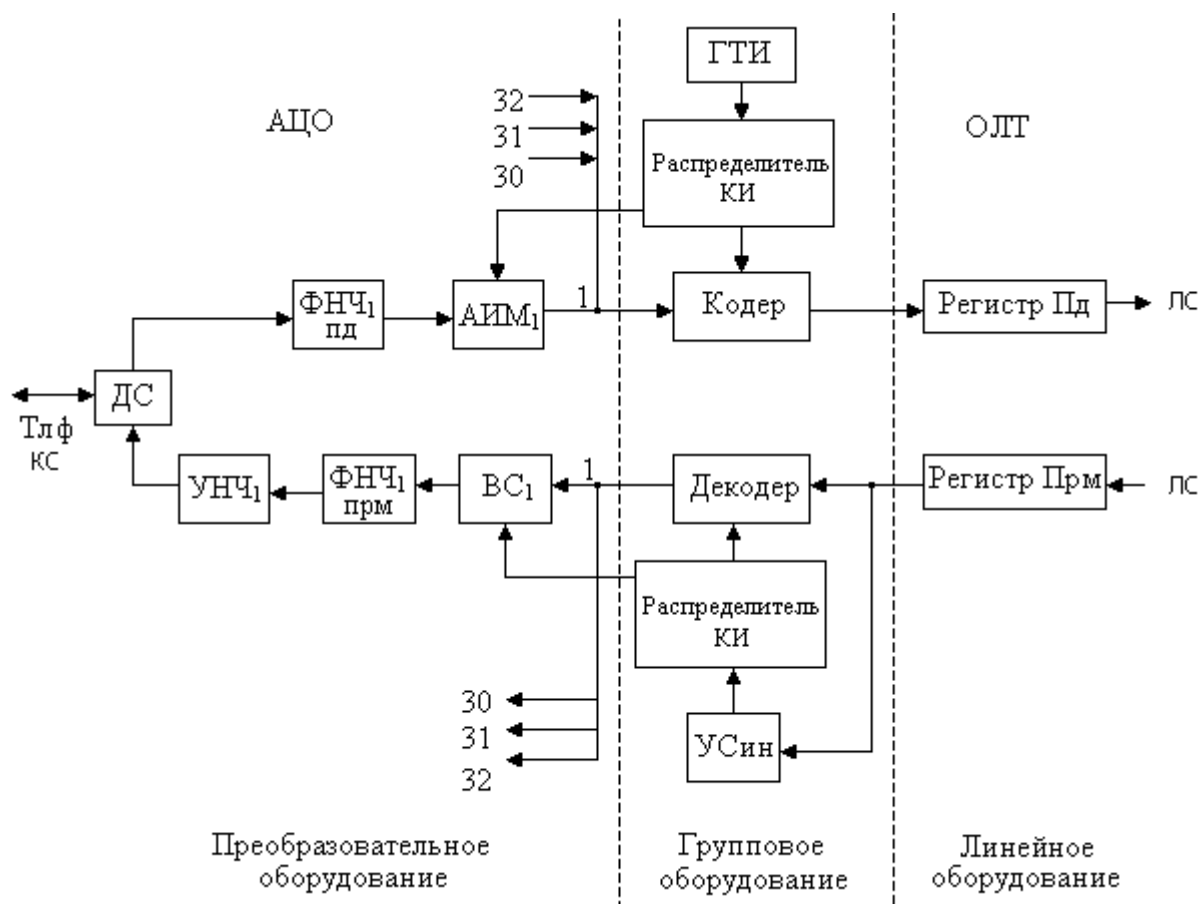 ГТИ
АЦО
32
31
30
ОЛТ
Распределитель
КИ
ФНЧ₁
пд
АИМ₁
1
Кодер
Регистр Пд
ЛС
ДС
Тлф
КС
УНЧ₁
ФНЧ₁
прм
ВС₁
1
Декодер
Регистр Прм
ЛС
Распределитель
КИ
30
31
32
УСин
Преобразовательное
оборудование
Групповое
оборудование
Линейное
оборудование